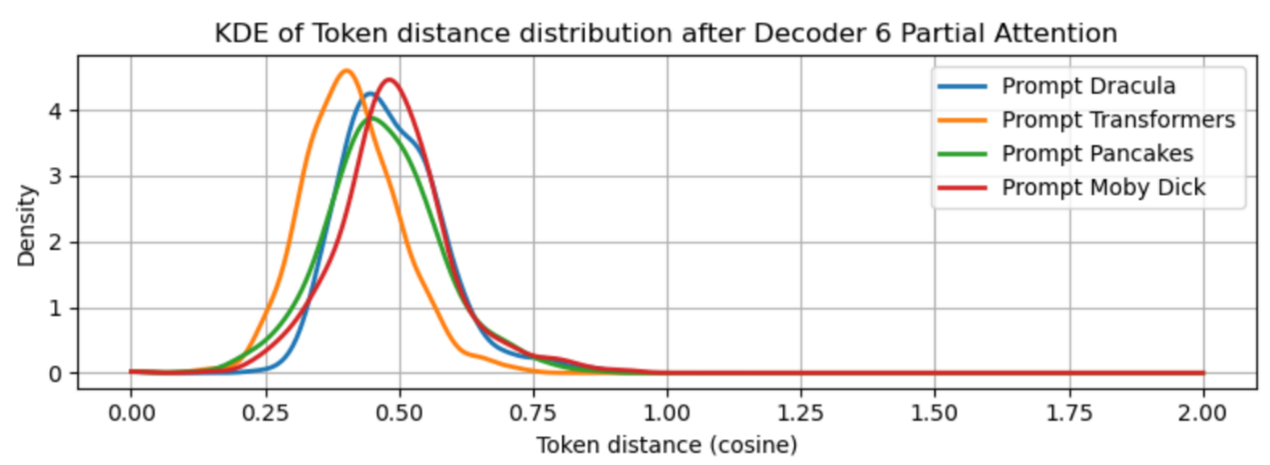 KDE of Token distance distribution after Decoder 6 Partial Attention
Prompt Dracula
Prompt Transformers
Prompt Pancakes
Prompt Moby Dick
Density
4
3
2
1
0
0.00 0.25 0.50 0.75 1.00 1.25 1.50 1.75 2.00
Token distance (cosine)